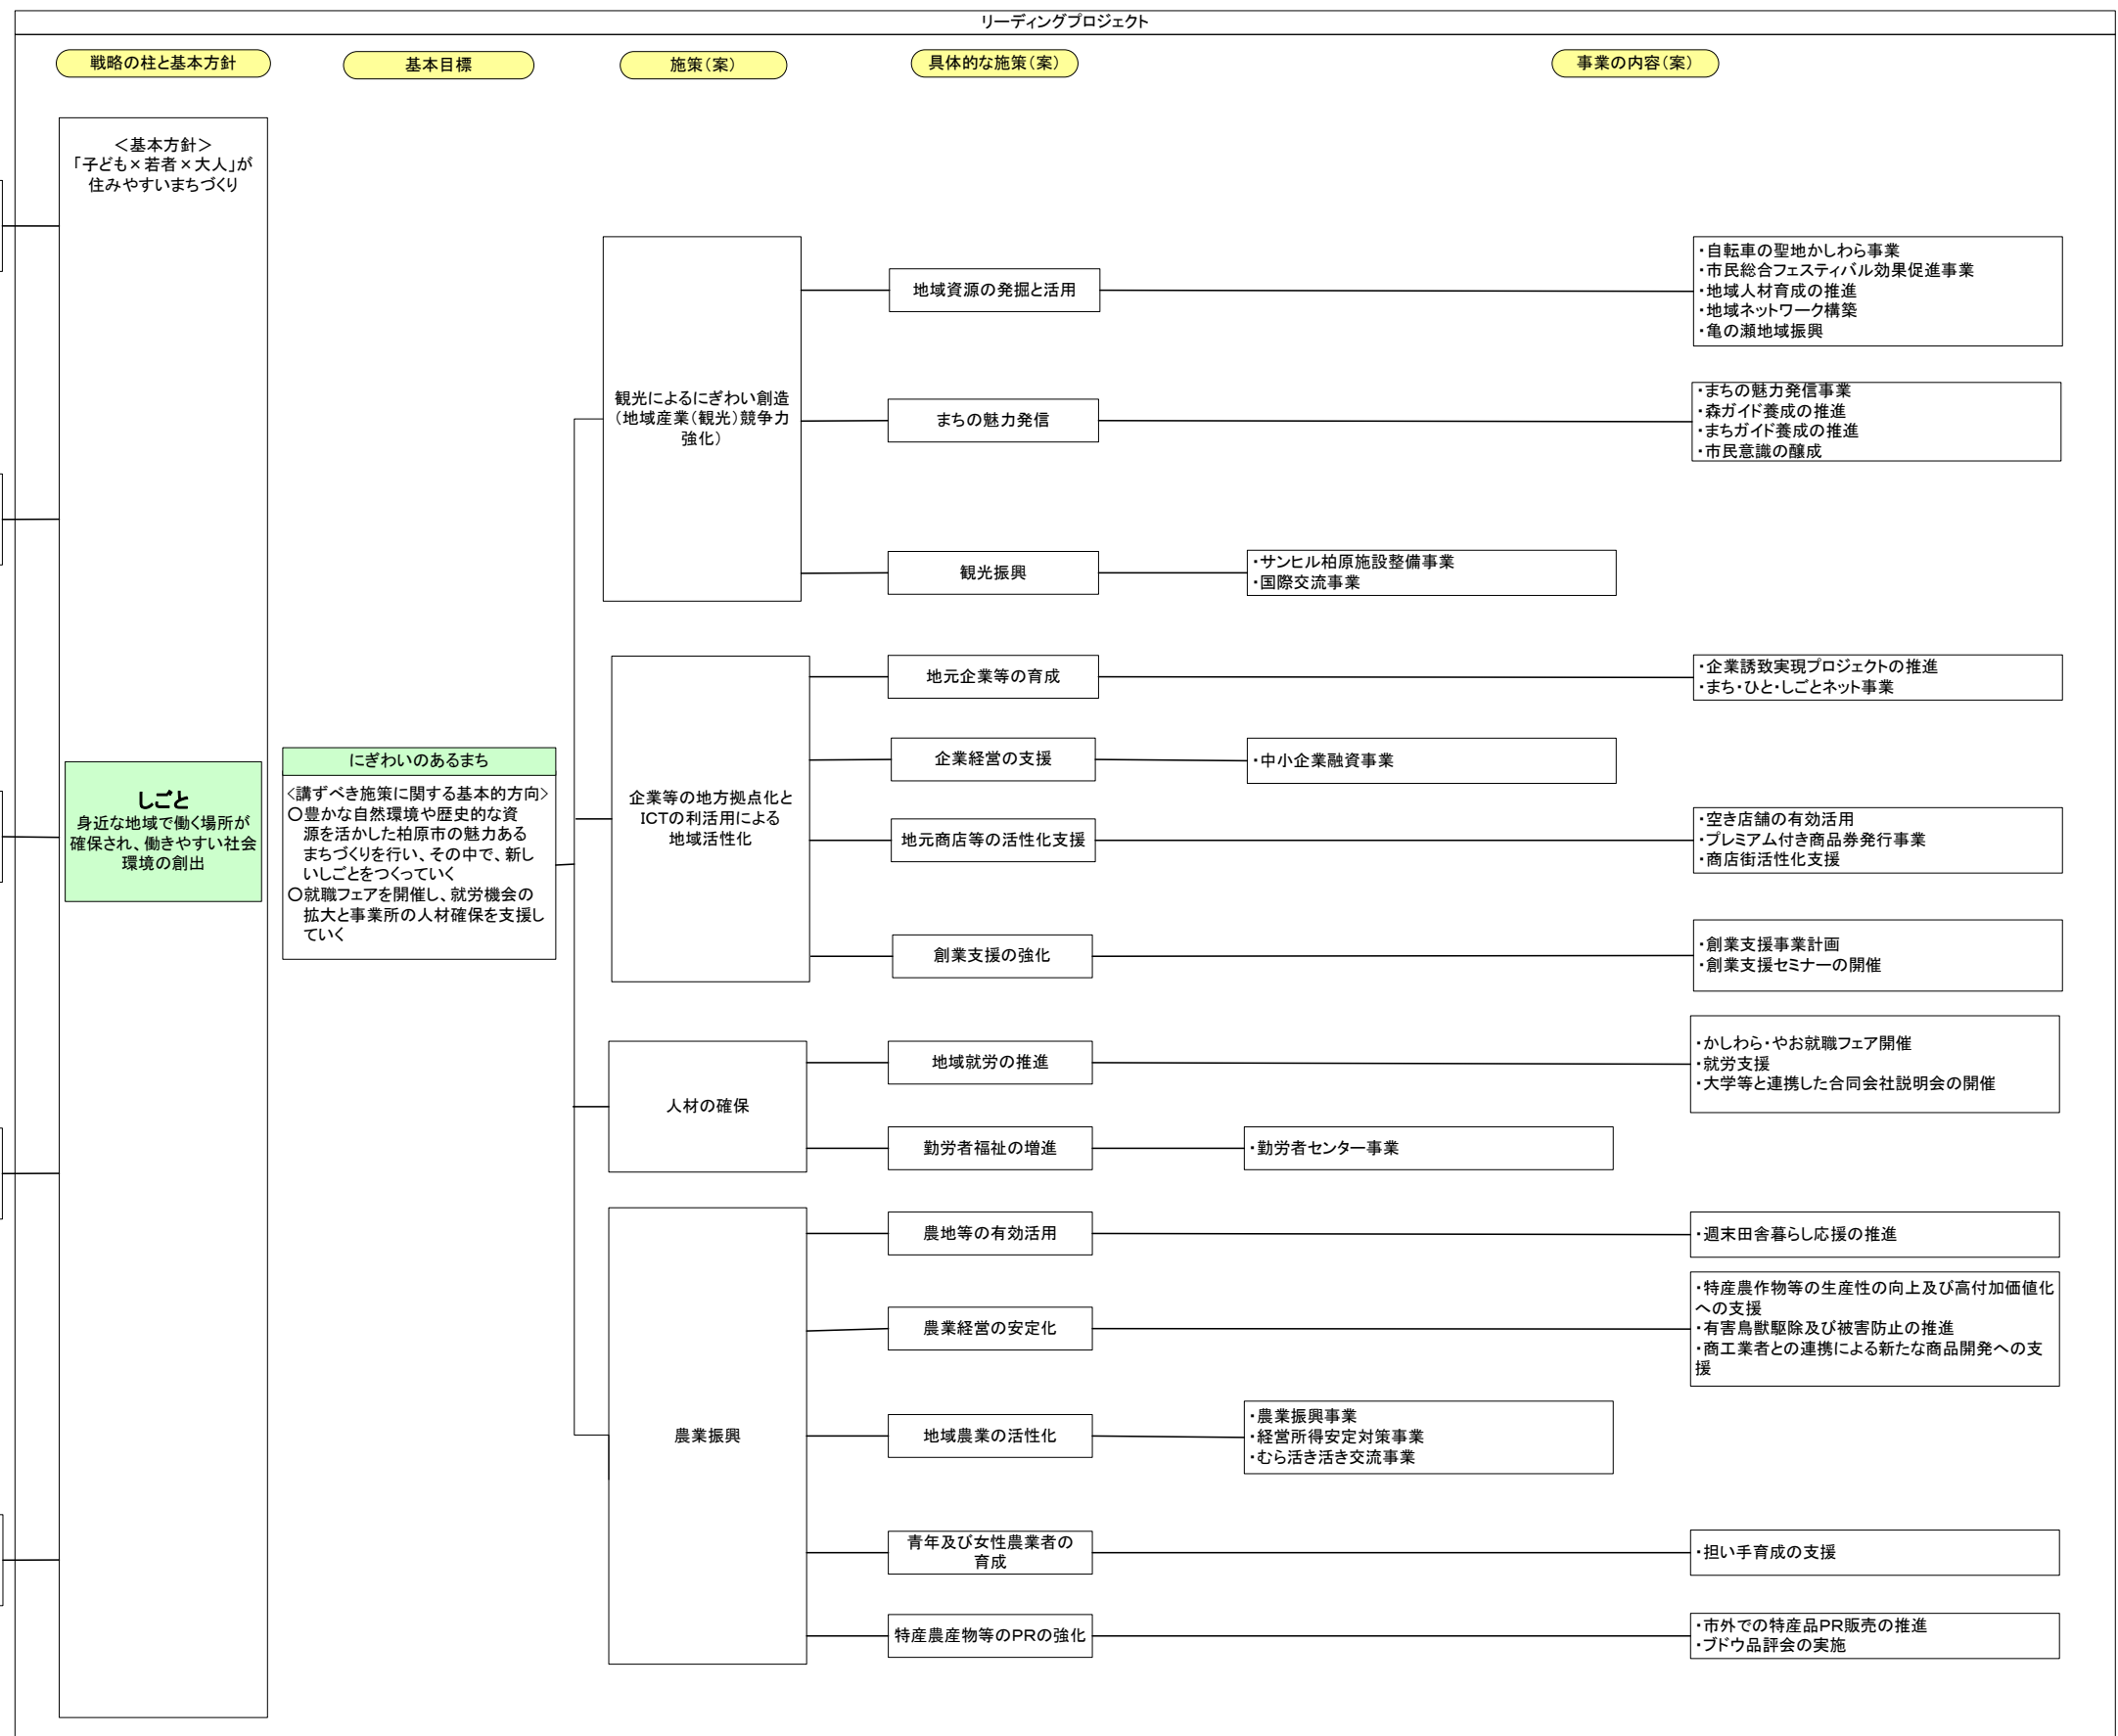 リーディングプロジェクト
戦略の柱と基本方針
基本目標
施策（案）
具体的な施策（案）
事業の内容（案）
＜基本方針＞
「子ども×若者×大人」が
住みやすいまちづくり
しごと
身近な地域で働く場所が
確保され、働きやすい社会
環境の創出
にぎわいのあるまち
<講ずべき施策に関する基本的方向>
○豊かな自然環境や歴史的な資
源を活かした柏原市の魅力ある
まちづくりを行い、その中で、新し
いしごとをつくっていく
○就職フェアを開催し、就労機会の
拡大と事業所の人材確保を支援し
ていく
観光によるにぎわい創造
（地域産業（観光）競争力
強化）
地域資源の発掘と活用
・自転車の聖地かしわら事業
・市民総合フェスティバル効果促進事業
・地域人材育成の推進
・地域ネットワーク構築
・亀の瀬地域振興
まちの魅力発信
・まちの魅力発信事業
・森ガイド養成の推進
・まちガイド養成の推進
・市民意識の醸成
観光振興
・サンヒル柏原施設整備事業
・国際交流事業
企業等の地方拠点化と
ICTの利活用による
地域活性化
地元企業等の育成
・企業誘致実現プロジェクトの推進
・まち・ひと・しごとネット事業
企業経営の支援
・中小企業融資事業
地元商店等の活性化支援
・空き店舗の有効活用
・プレミアム付き商品券発行事業
・商店街活性化支援
創業支援の強化
・創業支援事業計画
・創業支援セミナーの開催
人材の確保
地域就労の推進
・かしわら・やお就職フェア開催
・就労支援
・大学等と連携した合同会社説明会の開催
勤労者福祉の増進
・勤労者センター事業
農業振興
農地等の有効活用
・週末田舎暮らし応援の推進
農業経営の安定化
・特産農作物等の生産性の向上及び高付加価値化
への支援
・有害鳥獣駆除及び被害防止の推進
・商工業者との連携による新たな商品開発への支
援
地域農業の活性化
・農業振興事業
・経営所得安定対策事業
・むら活き活き交流事業
青年及び女性農業者の
育成
・担い手育成の支援
特産農産物等のPRの強化
・市外での特産品PR販売の推進
・ブドウ品評会の実施